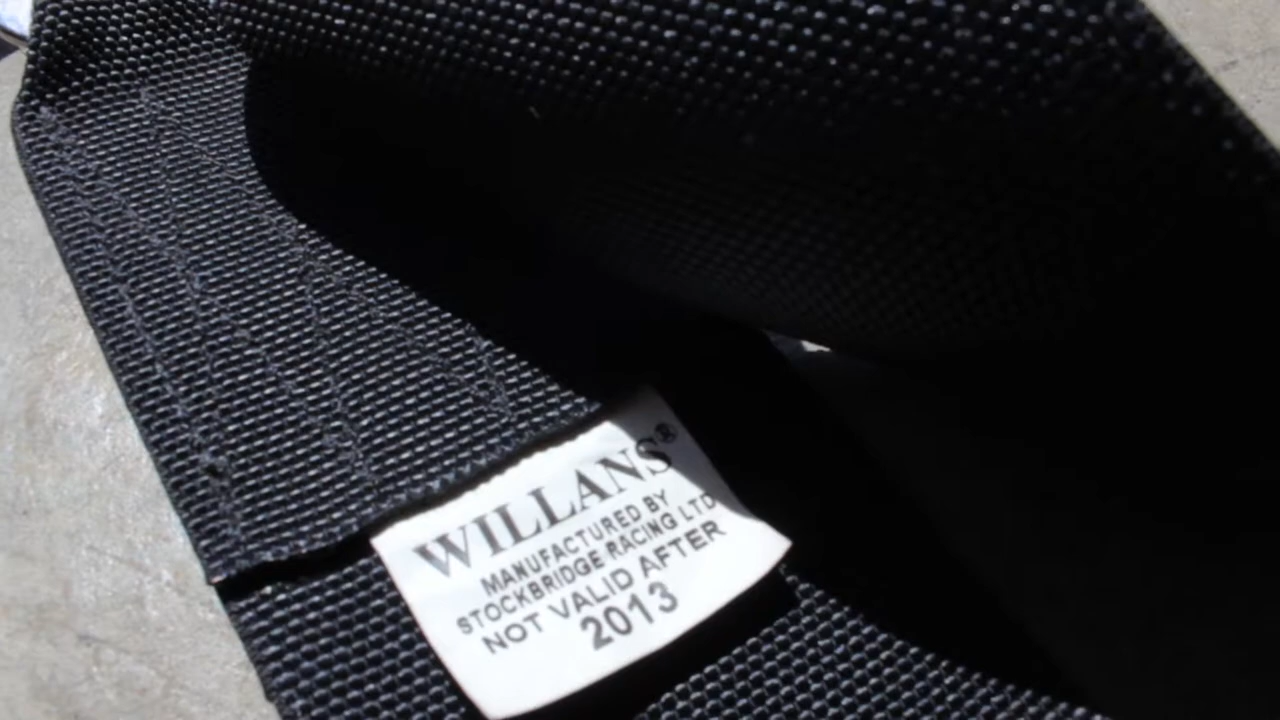 WILLANS®
MANUFACTURED BY
STOCKBRIDGE RACING LTD
NOT VALID AFTER
2013